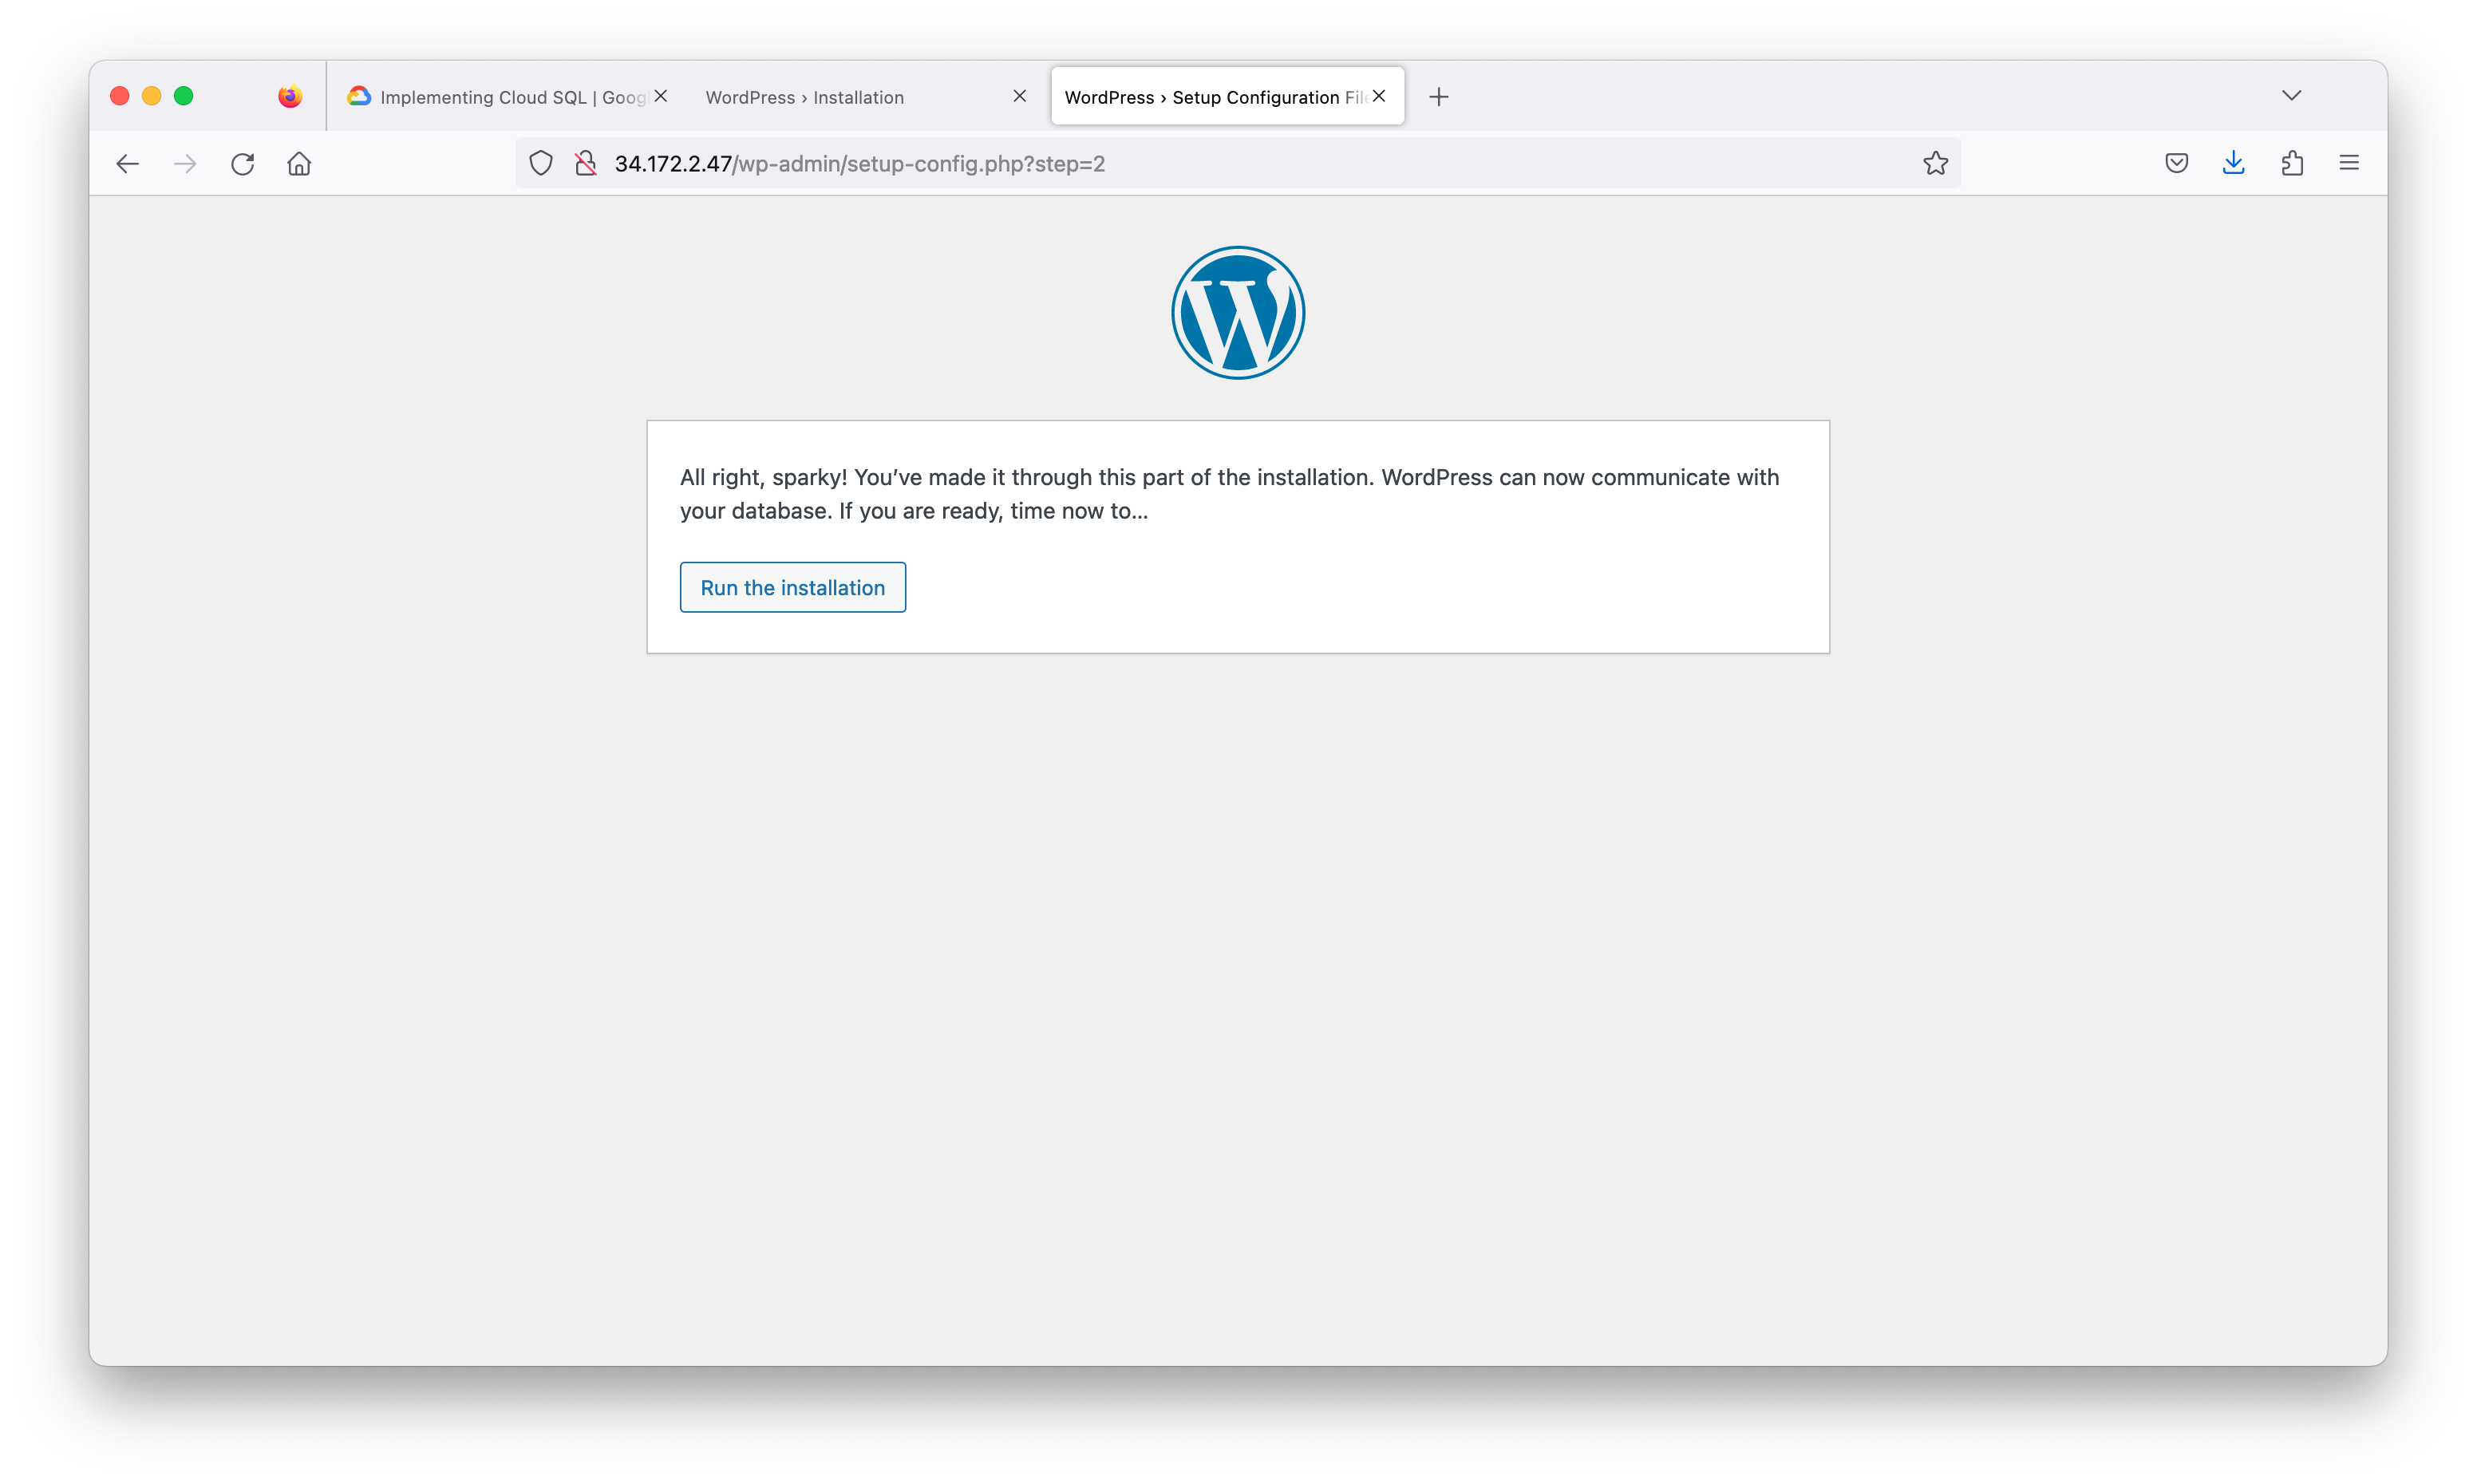 Implementing Cloud SQL | Goog
WordPress › Installation
WordPress › Setup Configuration File
34.172.2.47/wp-admin/setup-config.php?step=2
All right, sparky! You’ve made it through this part of the installation. WordPress can now communicate with
your database. If you are ready, time now to…
Run the installation